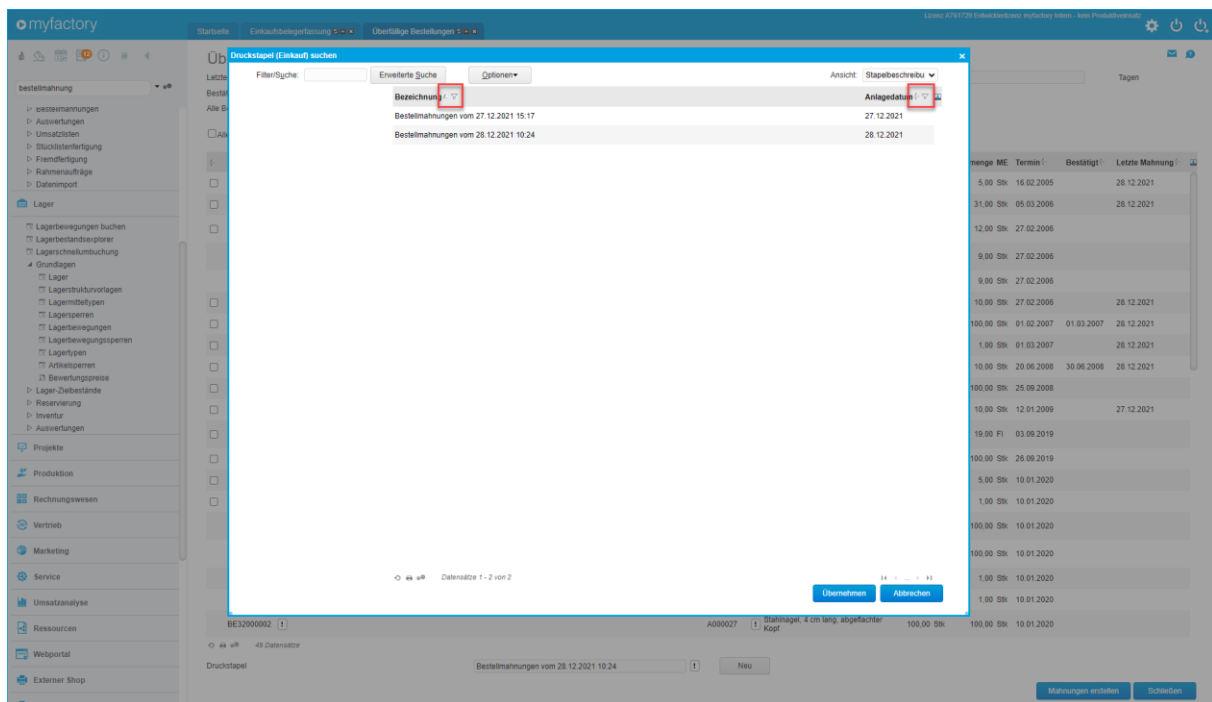 myfactory
Lizenz A791729 Entwicklerlizenz myfactory Intern - kein Produktiveinsatz
Startseite
Einkaufsbelegerfassung
Überfällige Bestellungen
Druckstapel (Einkauf) suchen
Filter/Suche:
Erweiterte Suche
Optionen
Ansicht: Stapelbeschreibu
Bezeichnung
Anlagedatum
Bestellmahnungen vom 27.12.2021 15:17 27.12.2021
Bestellmahnungen vom 28.12.2021 10:24 28.12.2021
Datensätze 1 - 2 von 2
Übernehmen
Abbrechen
bestellmahnung
Bestellmahnungen
Auswertungen
Umsatzlisten
Stücklistenfertigung
Fremdfertigung
Rahmenaufträge
Datenimport
Lager
Lagerbewegungen buchen
Lagerbestandsexplorer
Lagerschnellumbuchung
Grundlagen
Lager
Lagerstrukturvorlagen
Lagermitteltypen
Lagersperren
Lagerbewegungen
Lagerbewegungssperren
Lagertypen
Artikelsperren
Bewertungspreise
Lager-Zielbestände
Reservierung
Inventur
Auswertungen
Projekte
Produktion
Rechnungswesen
Vertrieb
Marketing
Service
Umsatzanalyse
Ressourcen
Webportal
Externer Shop
Tagen
menge ME Termin Bestätigt Letzte Mahnung
5,00 Stk 16.02.2005 28.12.2021
31,00 Stk 05.03.2006 28.12.2021
12,00 Stk 27.02.2006
9,00 Stk 27.02.2006
9,00 Stk 27.02.2006
10,00 Stk 27.02.2006 28.12.2021
100,00 Stk 01.02.2007 01.03.2007 28.12.2021
1,00 Stk 01.03.2007 28.12.2021
10,00 Stk 20.06.2008 30.06.2008 28.12.2021
100,00 Stk 25.09.2008
10,00 Stk 12.01.2009 27.12.2021
19,00 Fl 03.09.2019
100,00 Stk 26.09.2019
5,00 Stk 10.01.2020
1,00 Stk 10.01.2020
100,00 Stk 10.01.2020
100,00 Stk 10.01.2020
1,00 Stk 10.01.2020
1,00 Stk 10.01.2020
BE32000002 A000027 Stahlnagel, 4 cm lang, abgeflachter Kopf 100,00 Stk 100,00 Stk 10.01.2020
49 Datensätze
Druckstapel
Bestellmahnungen vom 28.12.2021 10:24
Neu
Mahnungen erstellen
Schließen